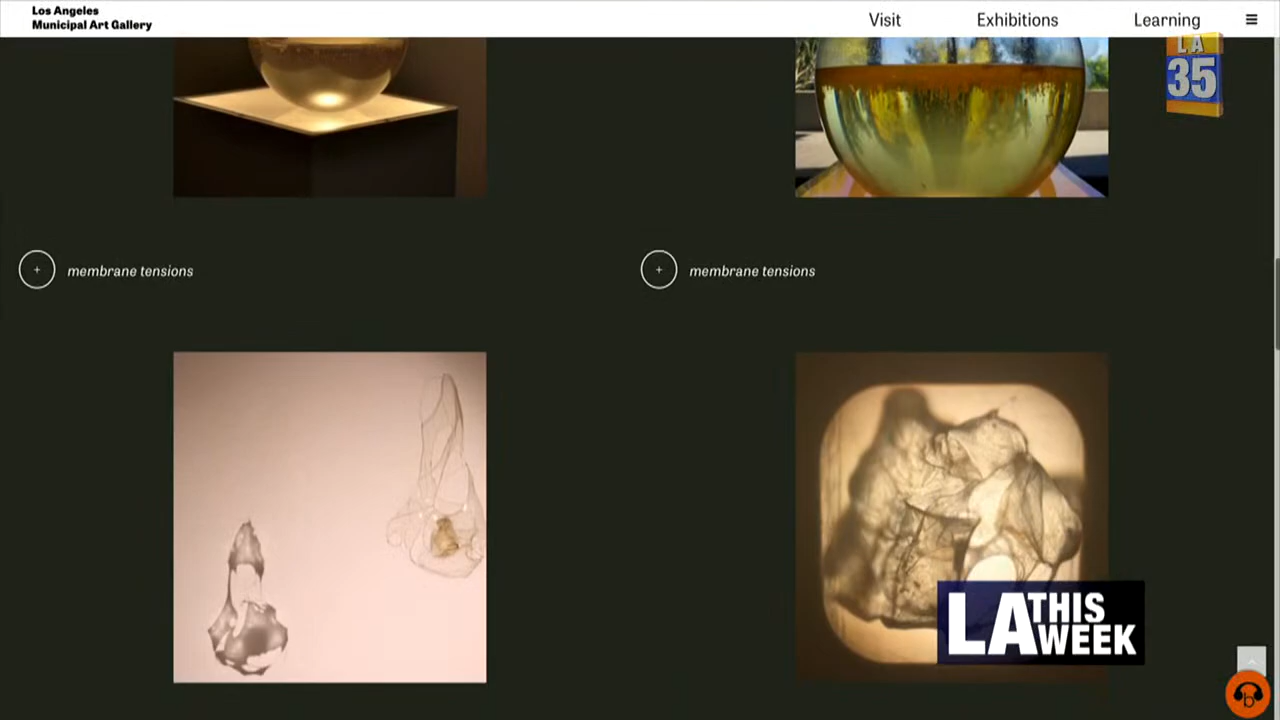 Los Angeles
Municipal Art Gallery
Visit
Exhibitions
Learning
LA
35
membrane tensions
membrane tensions
LA THIS WEEK
b